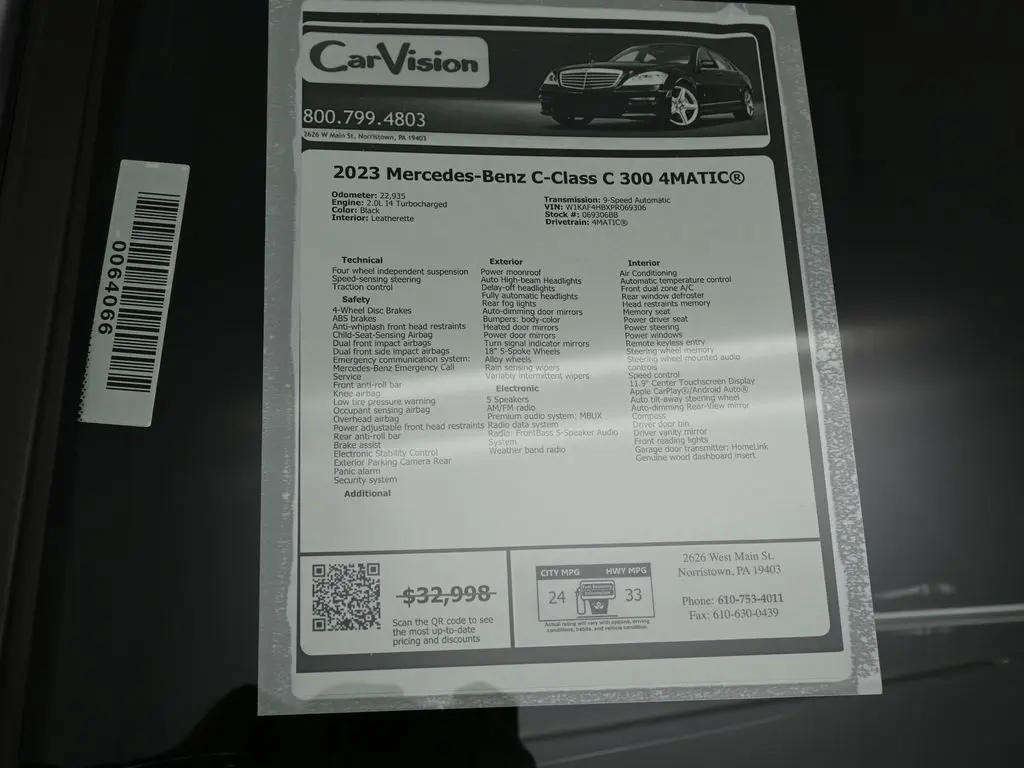 CarVision
800.799.4803
2626 W Main St, Norristown, PA 19403
2023 Mercedes-Benz C-Class C 300 4MATIC®
Odometer: 22,935
Engine: 2.0L I4 Turbocharged
Color: Black
Interior: Leatherette
Transmission: 9-Speed Automatic
VIN: W1KAF4HBXPR069306
Stock #: 069306BB
Drivetrain: 4MATIC®
Technical
Four wheel independent suspension
Speed-sensing steering
Traction control
Safety
4-Wheel Disc Brakes
ABS brakes
Anti-whiplash front head restraints
Child-Seat-Sensing Airbag
Dual front impact airbags
Dual front side impact airbags
Emergency communication system:
Mercedes-Benz Emergency Call
Service
Front anti-roll bar
Knee airbag
Low tire pressure warning
Occupant sensing airbag
Overhead airbag
Power adjustable front head restraints
Rear anti-roll bar
Brake assist
Electronic Stability Control
Exterior Parking Camera Rear
Panic alarm
Security system
Additional
Exterior
Power moonroof
Auto High-beam Headlights
Delay-off headlights
Fully automatic headlights
Rear fog lights
Auto-dimming door mirrors
Bumpers: body-color
Heated door mirrors
Power door mirrors
Turn signal indicator mirrors
18" 5-Spoke Wheels
Alloy wheels
Rain sensing wipers
Variably intermittent wipers
Electronic
5 Speakers
AM/FM radio
Premium audio system: MBUX
Radio data system
Radio: FrontBass 5-Speaker Audio
System
Weather band radio
Interior
Air Conditioning
Automatic temperature control
Front dual zone A/C
Rear window defroster
Head restraints memory
Memory seat
Power driver seat
Power steering
Power windows
Remote keyless entry
Steering wheel memory
Steering wheel mounted audio
controls
Speed control
11.9" Center Touchscreen Display
Apple CarPlay®/Android Auto®
Auto tilt-away steering wheel
Auto-dimming Rear-View mirror
Compass
Driver door bin
Driver vanity mirror
Front reading lights
Garage door transmitter: HomeLink
Genuine wood dashboard insert
$32,998
Scan the QR code to see
the most up-to-date
pricing and discounts
CITY MPG
HWY MPG
24
33
Actual rating will vary with options, driving
conditions, habits, and vehicle condition.
2626 West Main St.
Norristown, PA 19403
Phone: 610-753-4011
Fax: 610-630-0439
0064066